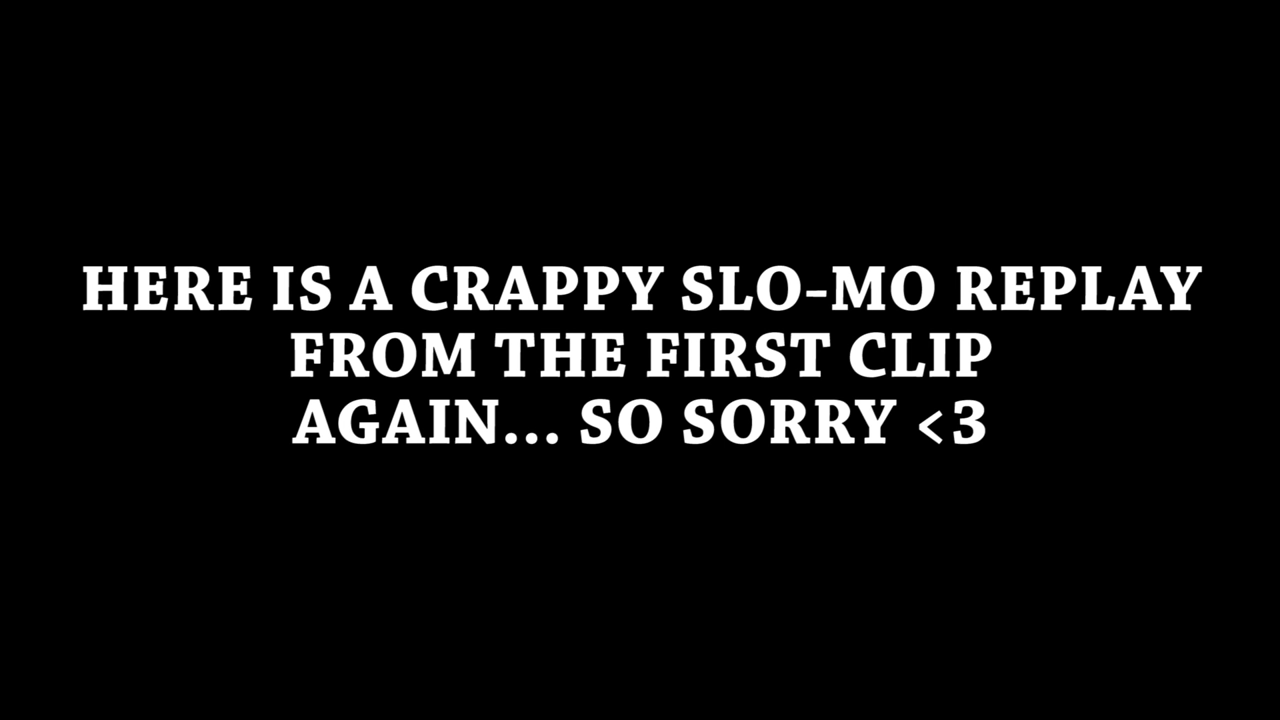 HERE IS A CRAPPY SLO-MO REPLAY
FROM THE FIRST CLIP
AGAIN... SO SORRY <3